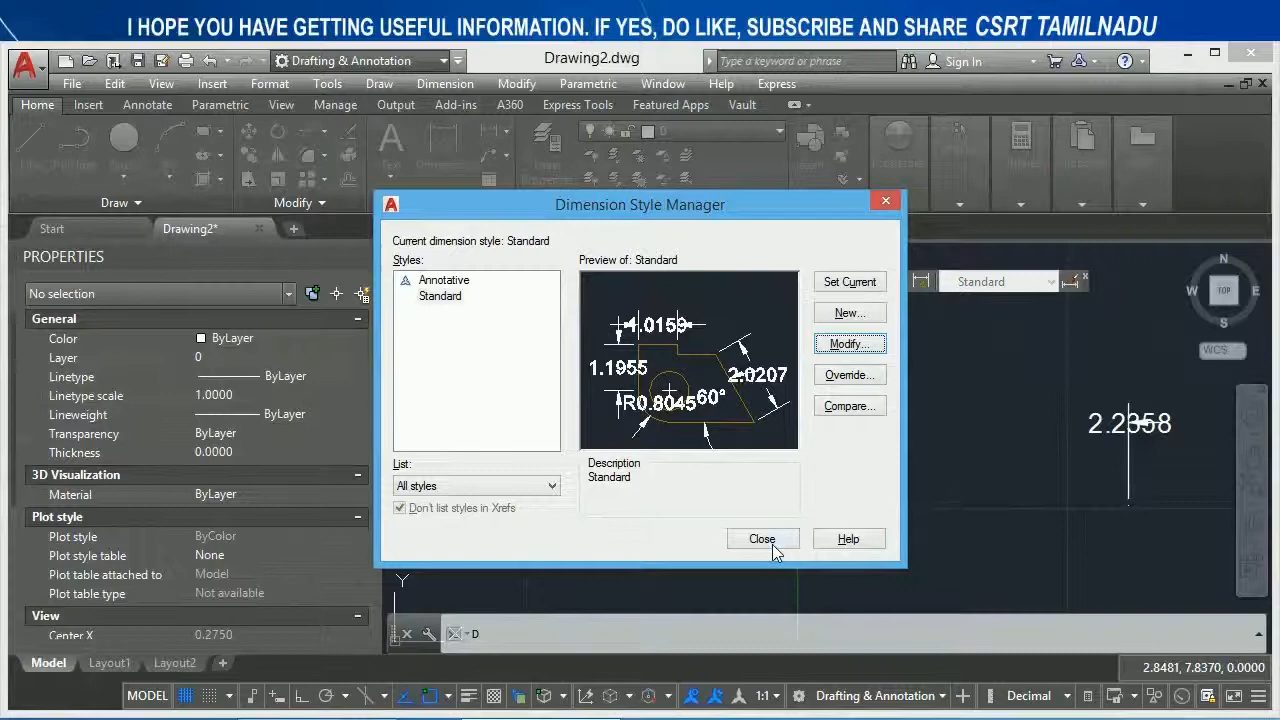 I HOPE YOU HAVE GETTING USEFUL INFORMATION. IF YES, DO LIKE, SUBSCRIBE AND SHARE CSRT TAMILNADU
Drafting & Annotation
Drawing2.dwg
Type a keyword or phrase
Sign In
File Edit View Insert Format Tools Draw Dimension Modify Parametric Window Help Express
Home Insert Annotate Parametric View Manage Output Add-ins A360 Express Tools Featured Apps Vault
Draw
Modify
Start
Drawing2*
PROPERTIES
No selection
General
Color ByLayer
Layer 0
Linetype ByLayer
Linetype scale 1.0000
Lineweight ByLayer
Transparency ByLayer
Thickness 0.0000
3D Visualization
Material ByLayer
Plot style
Plot style ByColor
Plot style table None
Plot table attached to Model
Plot table type Not available
View
Center X 0.2750
Dimension Style Manager
Current dimension style: Standard
Styles:
Annotative
Standard
List:
All styles
Don't list styles in Xrefs
Preview of: Standard
1.0159
1.1955
2.0207
R0.8045
60°
Description
Standard
Set Current
New...
Modify...
Override...
Compare...
Close
Help
Standard
N
W TOP E
S
WCS
2.2358
Y
D
Model Layout1 Layout2
2.8481, 7.8370, 0.0000
MODEL
1:1
Drafting & Annotation
Decimal